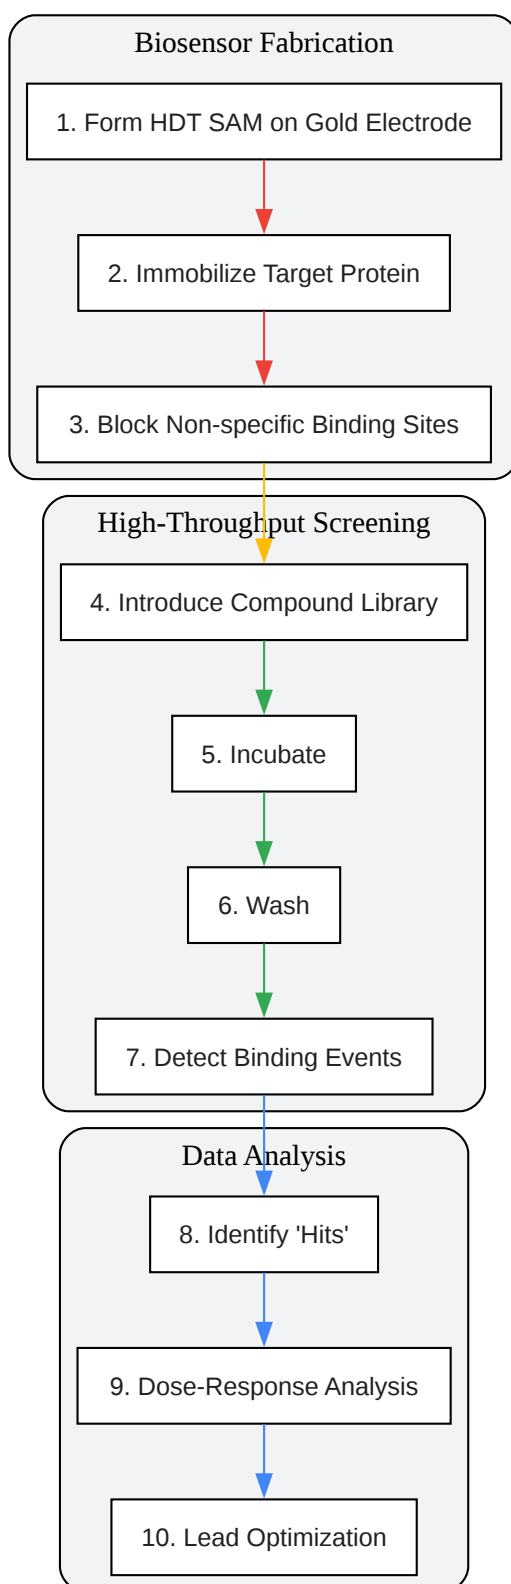 Biosensor Fabrication
1. Form HDT SAM on Gold Electrode
2. Immobilize Target Protein
3. Block Non-specific Binding Sites
High-Throughput Screening
4. Introduce Compound Library
5. Incubate
6. Wash
7. Detect Binding Events
Data Analysis
8. Identify 'Hits'
9. Dose-Response Analysis
10. Lead Optimization